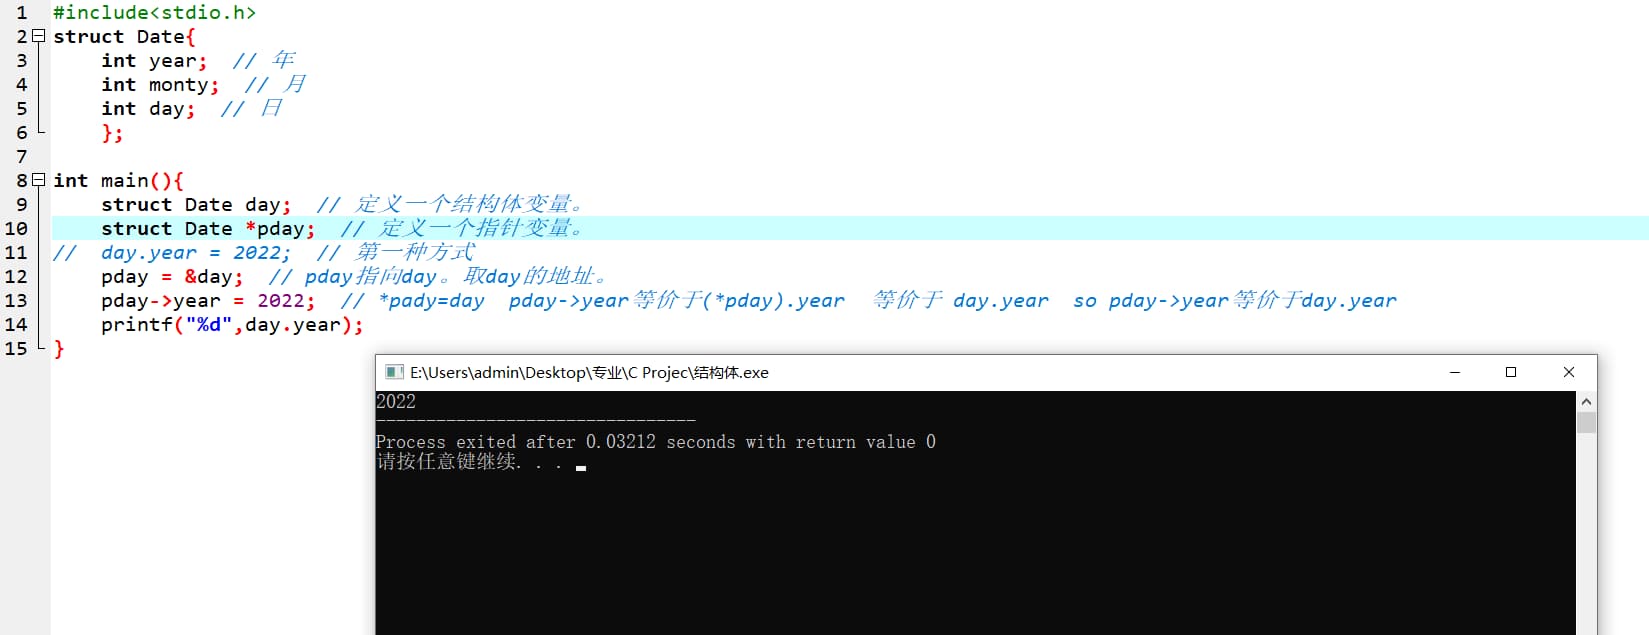 1 #include<stdio.h>
2 struct Date{
3 int year; // 年
4 int monty; // 月
5 int day; // 日
6 };
7
8 int main(){
9 struct Date day; // 定义一个结构体变量。
10 struct Date *pday; // 定义一个指针变量。
11 // day.year = 2022; // 第一种方式
12 pday = &day; // pday指向day。取day的地址。
13 pday->year = 2022; // *pady=day pday->year等价于(*pday).year 等价于 day.year so pday->year等价于day.year
14 printf("%d",day.year);
15 }
E:\Users\admin\Desktop\专业\C Projec\结构体.exe
2022
--------------------------------
Process exited after 0.03212 seconds with return value 0
请按任意键继续. . .